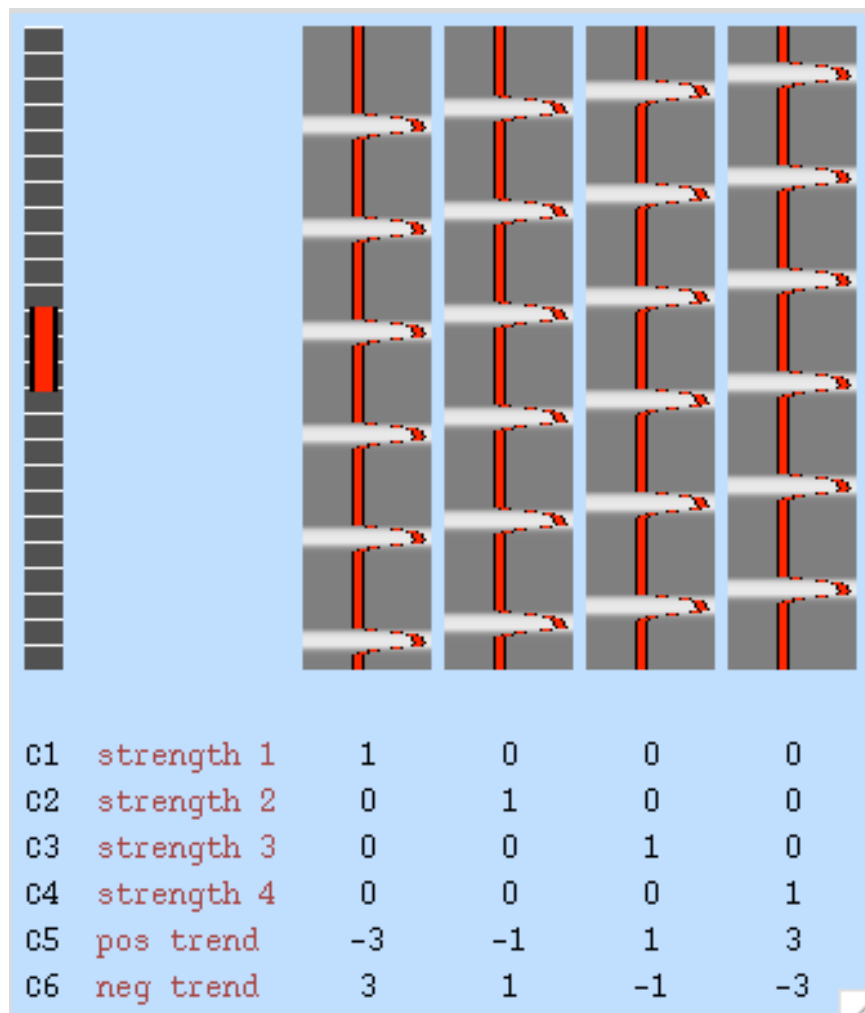 C1 strength 1 1 0 0 0
C2 strength 2 0 1 0 0
C3 strength 3 0 0 1 0
C4 strength 4 0 0 0 1
C5 pos trend -3 -1 1 3
C6 neg trend 3 1 -1 -3